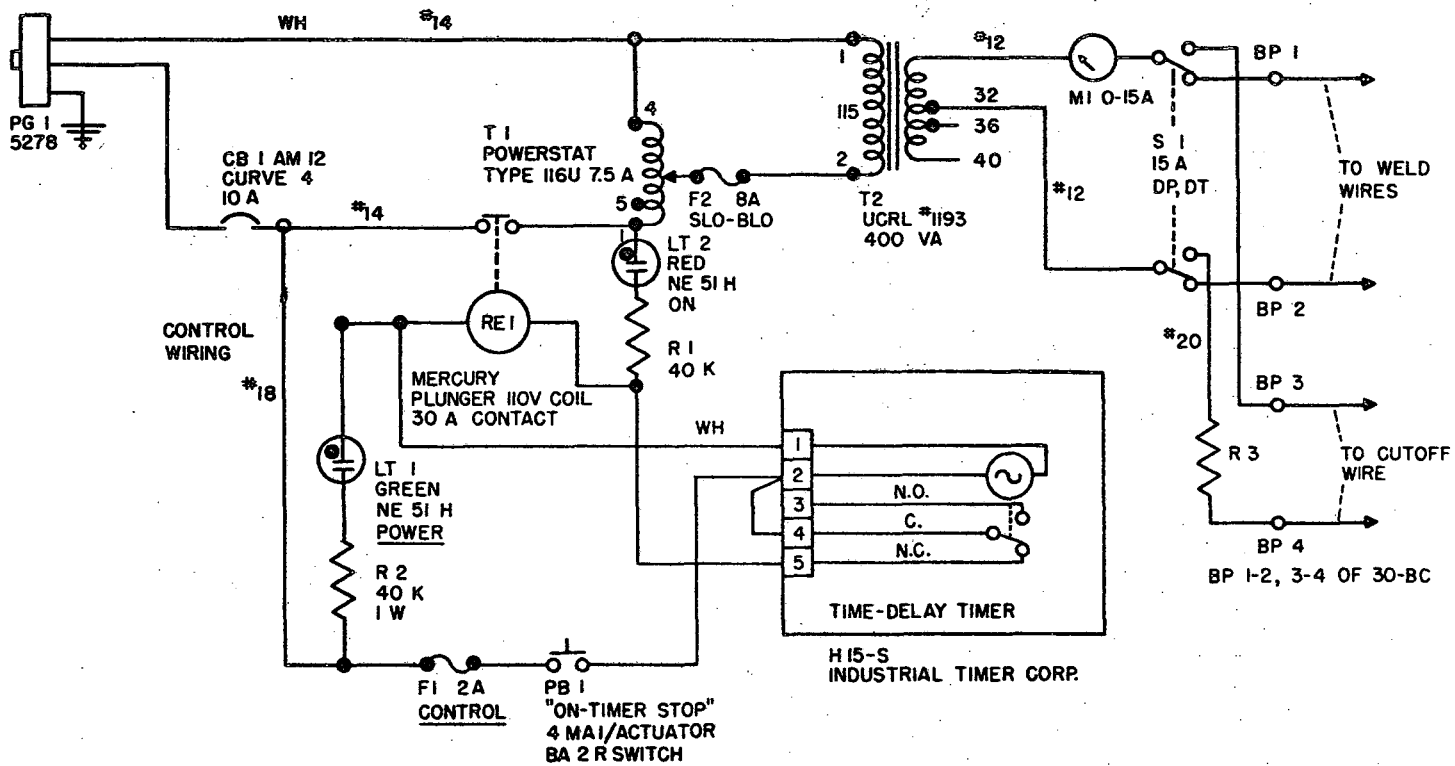 WH
#14
PG 1
5278
CB 1 AM 12
CURVE 4
10 A
#14
T 1
POWERSTAT
TYPE 116U 7.5 A
4
5
F2 8A
SLO-BLO
1
115
2
T2
UCRL #1193
400 VA
#12
32
36
40
M1 0-15A
#12
S 1
15 A
DP, DT
BP 1
TO WELD
WIRES
BP 2
#20
BP 3
R 3
TO CUTOFF
WIRE
BP 4
BP 1-2, 3-4 OF 30-BC
1
LT 2
RED
NE 51 H
ON
R 1
40 K
CONTROL
WIRING
#18
RE 1
MERCURY
PLUNGER 110V COIL
30 A CONTACT
WH
LT 1
GREEN
NE 51 H
POWER
R 2
40 K
1 W
1
2
3
4
5
N.O.
C.
N.C.
TIME-DELAY TIMER
H 15-S
INDUSTRIAL TIMER CORP.
F1 2A
CONTROL
PB 1
"ON-TIMER STOP"
4 MA1/ACTUATOR
BA 2 R SWITCH